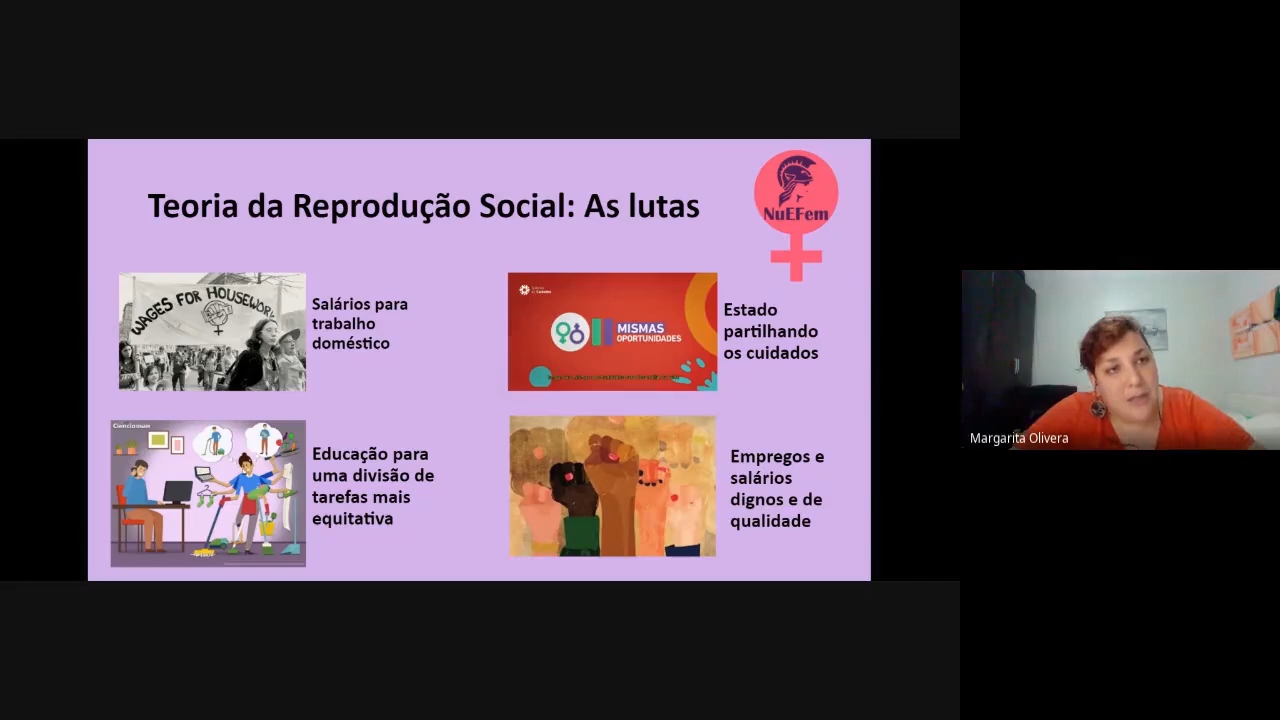 Teoria da Reprodução Social: As lutas
NuEFem
WAGES FOR HOUSEWORK
Salários para
trabalho
doméstico
MISMAS
OPORTUNIDADES
Estado
partilhando
os cuidados
Educação para
uma divisão de
tarefas mais
equitativa
Empregos e
salários
dignos e de
qualidade
Margarita Olivera